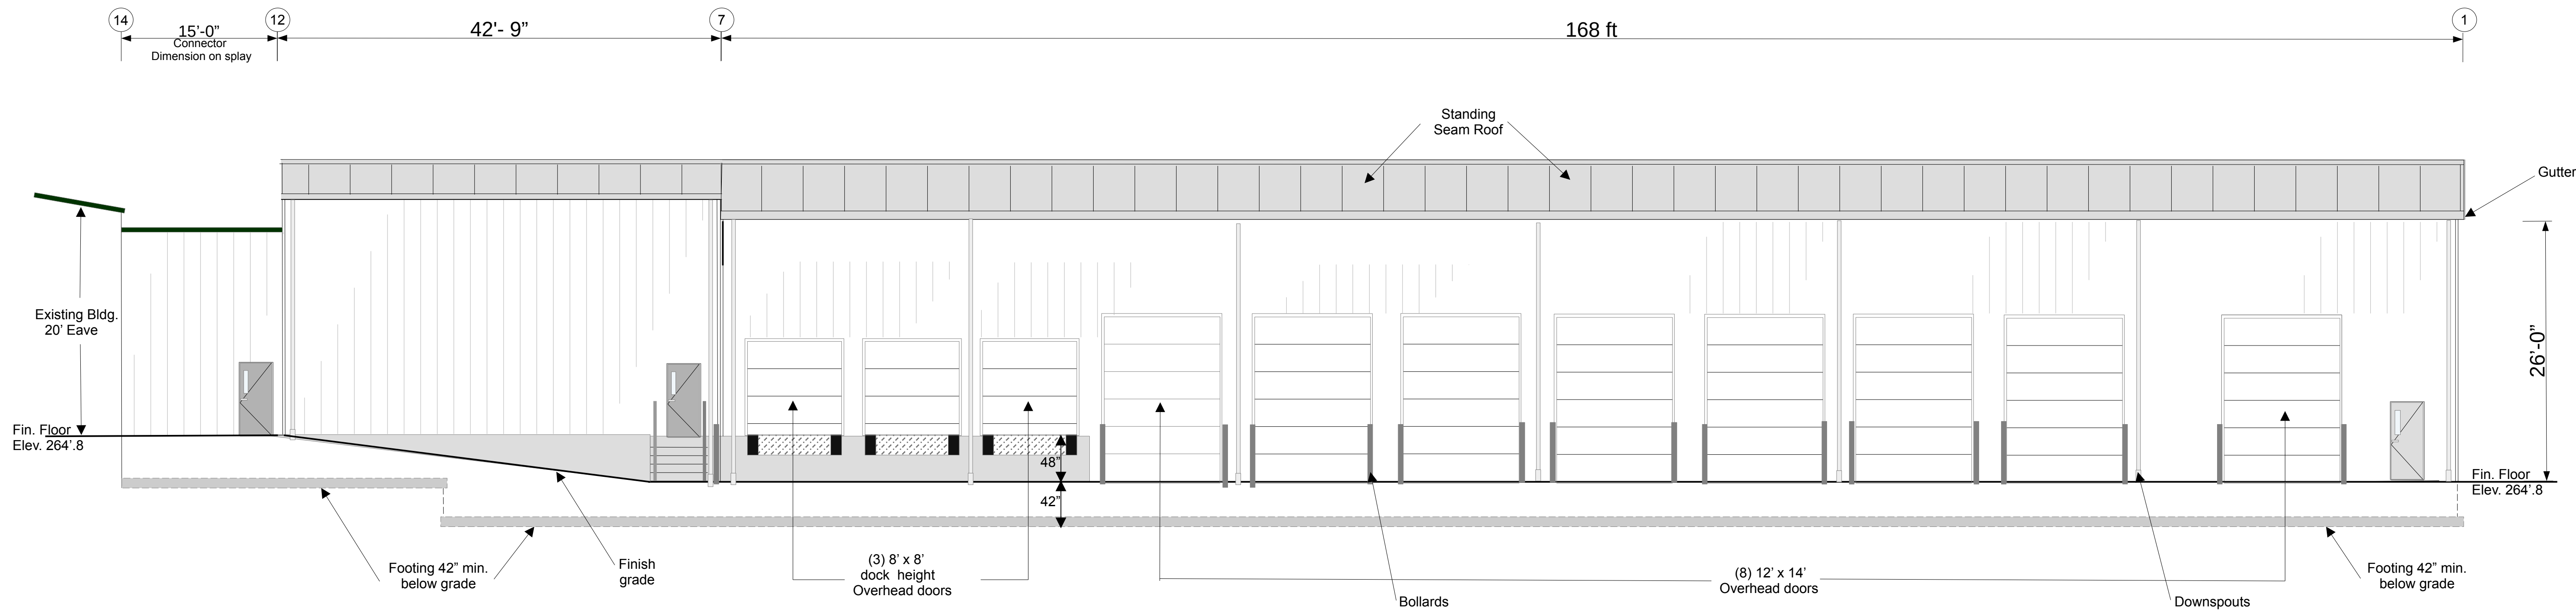 14
12
7
1
15’-0”
42'- 9”
168 ft
Connector
Dimension on splay
Standing
Seam Roof
Gutter
Existing Bldg.
20’ Eave
26’-0”
Fin. Floor
Elev. 264’.8
48”
42”
Fin. Floor
Elev. 264’.8
Footing 42” min.
below grade
Finish
grade
(3) 8’ x 8’
dock height
Overhead doors
Bollards
(8) 12’ x 14’
Overhead doors
Downspouts
Footing 42” min.
below grade